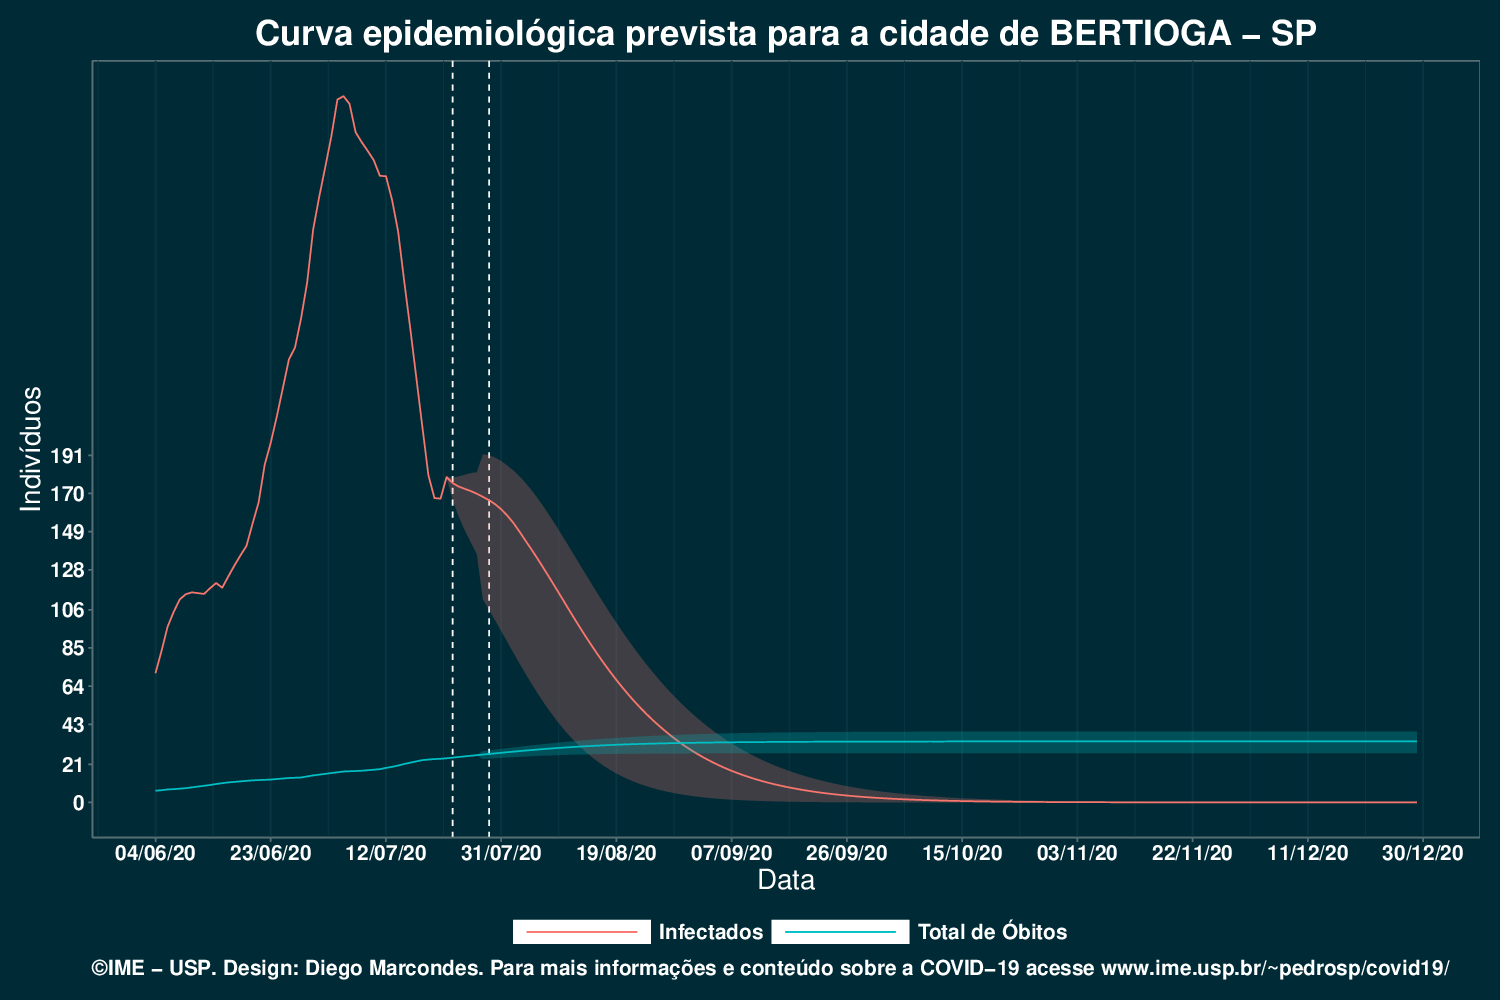 Curva epidemiológica prevista para a cidade de BERTIOGA – SP
Indivíduos
191
170
149
128
106
85
64
43
21
0
04/06/20 23/06/20 12/07/20 31/07/20 19/08/20 07/09/20 26/09/20 15/10/20 03/11/20 22/11/20 11/12/20 30/12/20
Data
Infectados Total de Óbitos
©IME – USP. Design: Diego Marcondes. Para mais informações e conteúdo sobre a COVID–19 acesse www.ime.usp.br/~pedrosp/covid19/